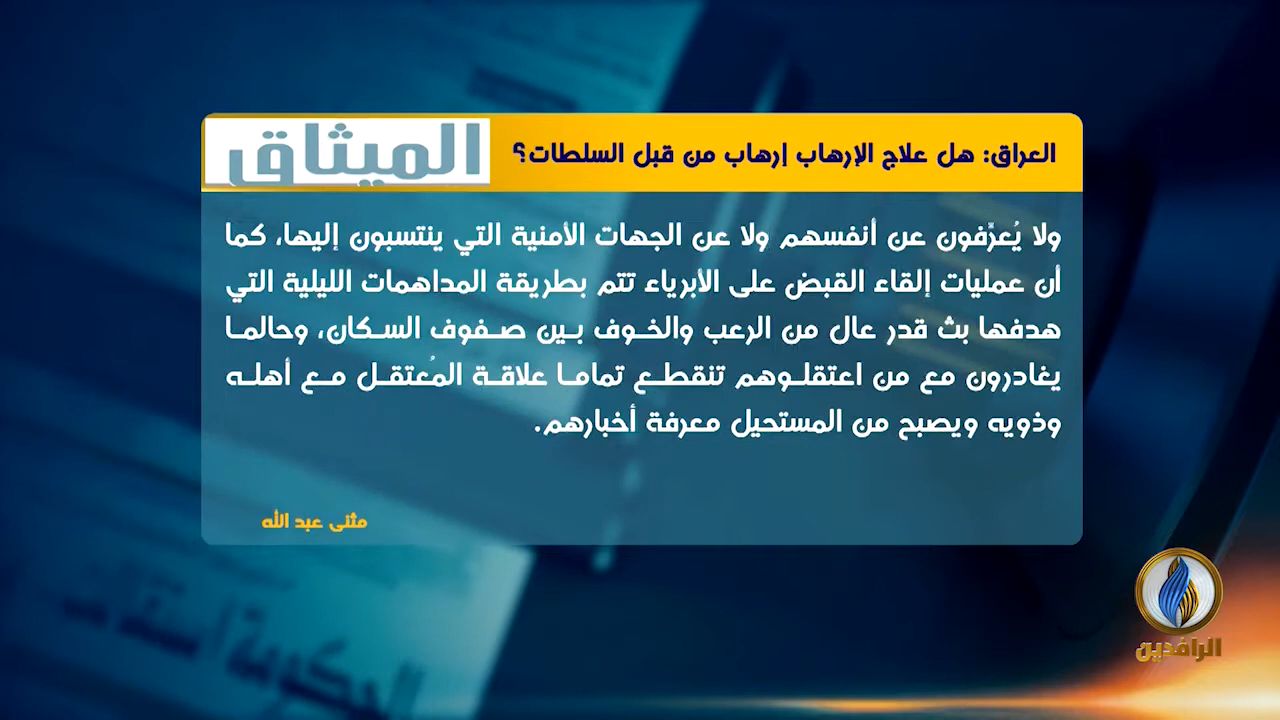 العراق: هل علاج الإرهاب إرهاب من قبل السلطات؟
الميثاق
ولا يُعرِّفون عن أنفسهم ولا عن الجهات الأمنية التي ينتسبون إليها، كما
أن عمليات إلقاء القبض على الأبرياء تتم بطريقة المداهمات الليلية التي
هدفها بث قدر عال من الرعب والخوف بين صفوف السكان، وحالما
يغادرون مع من اعتقلوهم تنقطع تماما علاقة المُعتقل مع أهله
وذويه ويصبح من المستحيل معرفة أخبارهم.
مثنى عبد الله
الرافدين
الحكومة